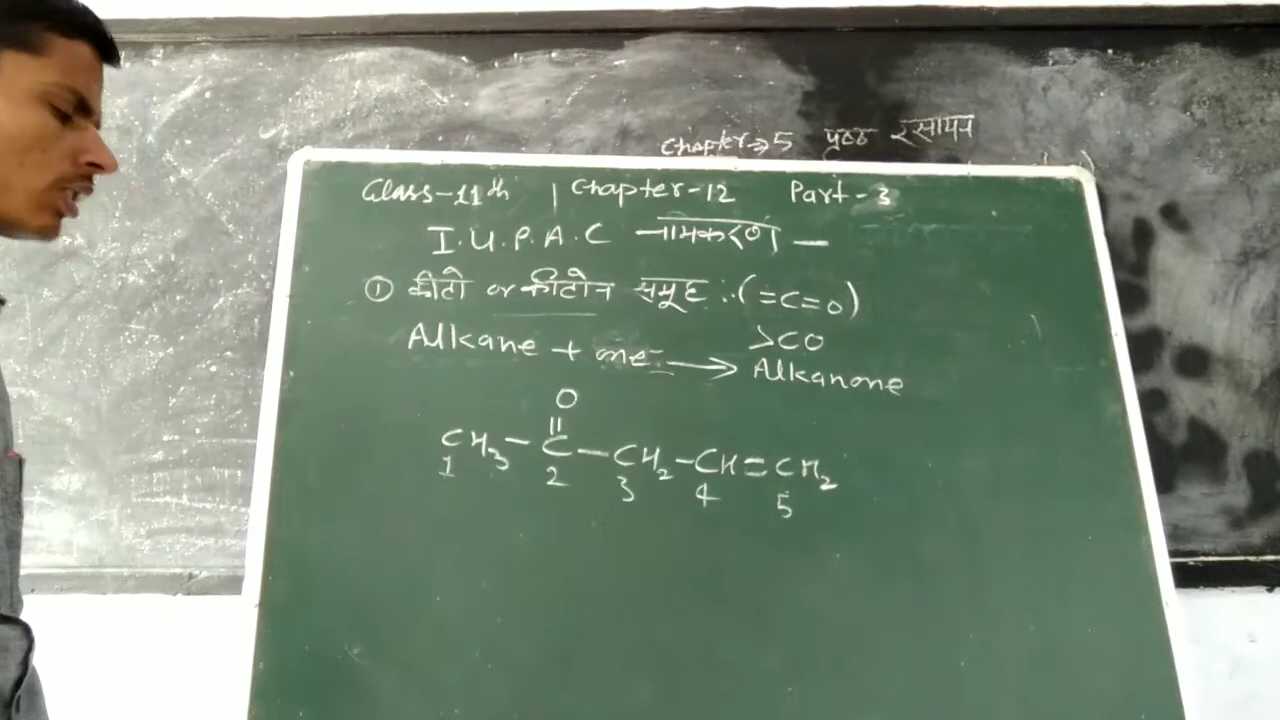 Chapter→5 पृष्ठ रसायन
Class-11th | Chapter-12 Part-3
I.U.P.A.C नामकरण —
① कीटो or कीटोन समूह :- (=C=O)
>CO
Alkane + one → Alkanone
O
||
CH3-C-CH2-CH=CH2
1 2 3 4 5